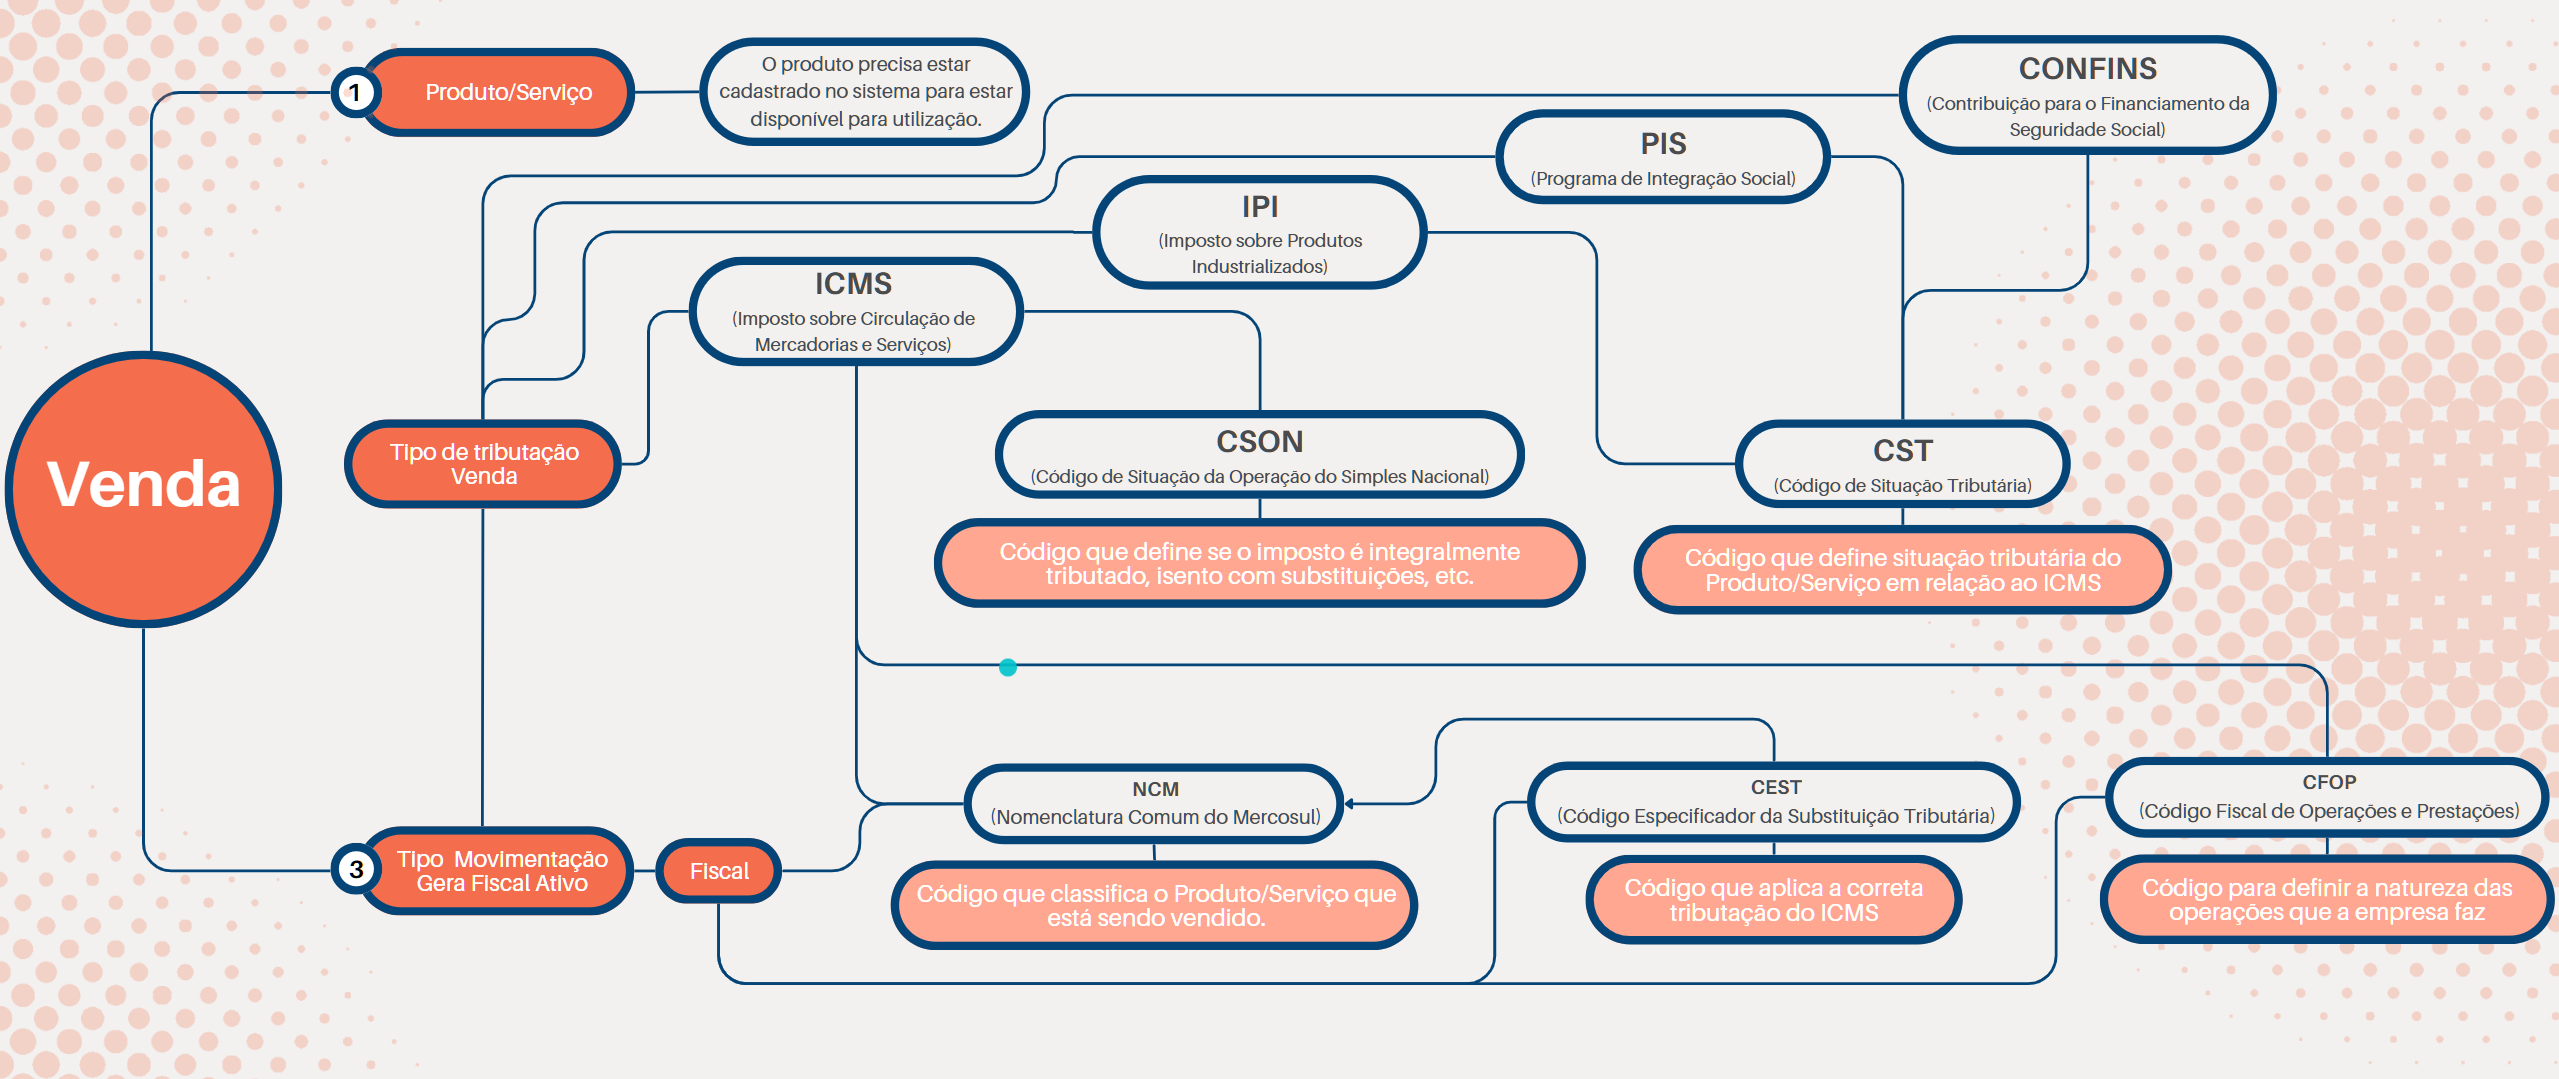 1
Produto/Serviço
O produto precisa estar
cadastrado no sistema para estar
disponível para utilização.
CONFINS
(Contribuição para o Financiamento da
Seguridade Social)
PIS
(Programa de Integração Social)
IPI
(Imposto sobre Produtos
Industrializados)
ICMS
(Imposto sobre Circulação de
Mercadorias e Serviços)
Venda
Tipo de tributação
Venda
CSON
(Código de Situação da Operação do Simples Nacional)
Código que define se o imposto é integralmente
tributado, isento com substituições, etc.
CST
(Código de Situação Tributária)
Código que define situação tributária do
Produto/Serviço em relação ao ICMS
3
Tipo Movimentação
Gera Fiscal Ativo
Fiscal
NCM
(Nomenclatura Comum do Mercosul)
Código que classifica o Produto/Serviço que
está sendo vendido.
CEST
(Código Especificador da Substituição Tributária)
Código que aplica a correta
tributação do ICMS
CFOP
(Código Fiscal de Operações e Prestações)
Código para definir a natureza das
operações que a empresa faz